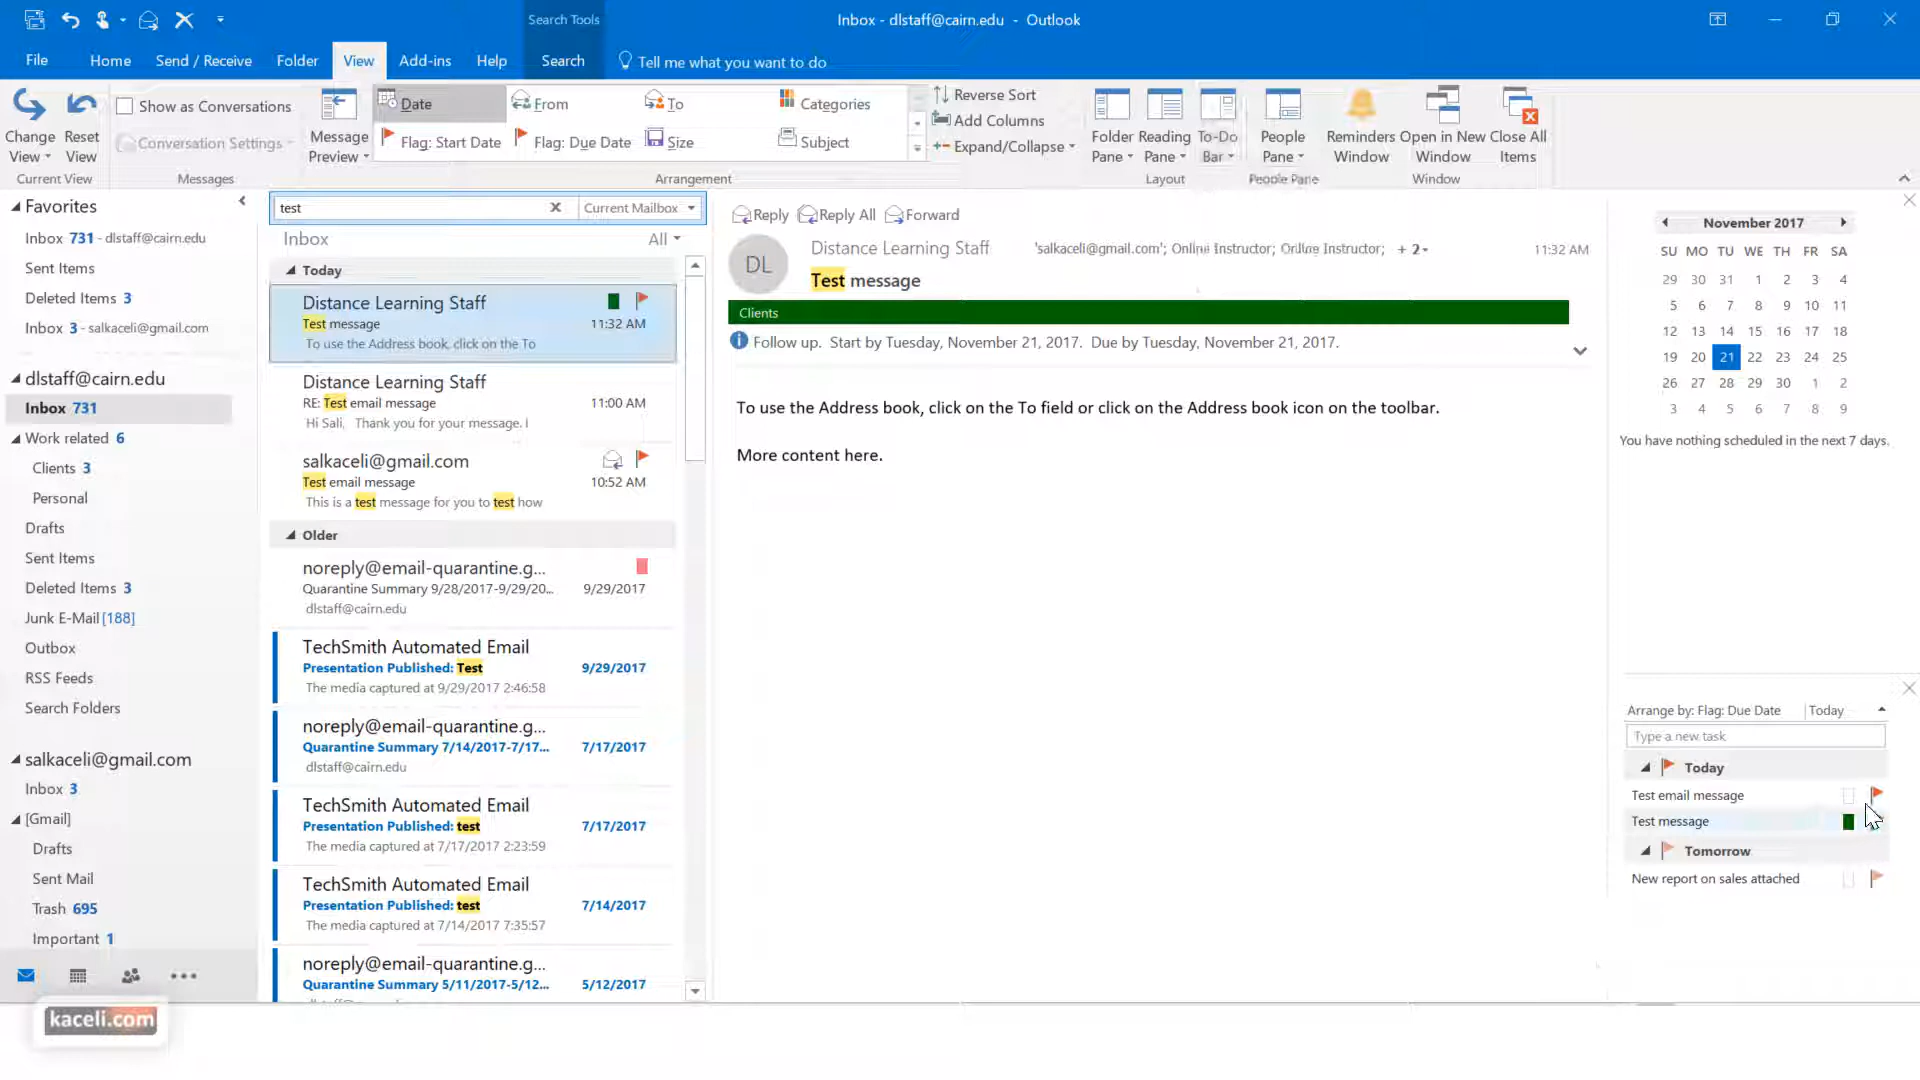 Search Tools
Inbox - dlstaff@cairn.edu - Outlook
File
Home
Send / Receive
Folder
View
Add-ins
Help
Search
Tell me what you want to do
Change View
Reset View
Current View
Show as Conversations
Conversation Settings
Messages
Message Preview
Date
From
To
Categories
Flag: Start Date
Flag: Due Date
Size
Subject
Arrangement
Reverse Sort
Add Columns
Expand/Collapse
Folder Pane
Reading Pane
To-Do Bar
Layout
People Pane
People Pane
Reminders Window
Open in New Window
Close All Items
Window
Favorites
Inbox 731 - dlstaff@cairn.edu
Sent Items
Deleted Items 3
Inbox 3 - salkaceli@gmail.com
dlstaff@cairn.edu
Inbox 731
Work related 6
Clients 3
Personal
Drafts
Sent Items
Deleted Items 3
Junk E-Mail [188]
Outbox
RSS Feeds
Search Folders
salkaceli@gmail.com
Inbox 3
[Gmail]
Drafts
Sent Mail
Trash 695
Important 1
kaceli.com
test
Current Mailbox
Inbox
All
Today
Distance Learning Staff
Test message 11:32 AM
To use the Address book, click on the To
Distance Learning Staff
RE: Test email message 11:00 AM
Hi Sali, Thank you for your message. I
salkaceli@gmail.com
Test email message 10:52 AM
This is a test message for you to test how
Older
noreply@email-quarantine.g...
Quarantine Summary 9/28/2017-9/29/20... 9/29/2017
dlstaff@cairn.edu
TechSmith Automated Email
Presentation Published: Test 9/29/2017
The media captured at 9/29/2017 2:46:58
noreply@email-quarantine.g...
Quarantine Summary 7/14/2017-7/17... 7/17/2017
dlstaff@cairn.edu
TechSmith Automated Email
Presentation Published: test 7/17/2017
The media captured at 7/17/2017 2:23:59
TechSmith Automated Email
Presentation Published: test 7/14/2017
The media captured at 7/14/2017 7:35:57
noreply@email-quarantine.g...
Quarantine Summary 5/11/2017-5/12... 5/12/2017
Reply Reply All Forward
DL
Distance Learning Staff
'salkaceli@gmail.com'; Online Instructor; Online Instructor; + 2
11:32 AM
Test message
Clients
Follow up. Start by Tuesday, November 21, 2017. Due by Tuesday, November 21, 2017.
To use the Address book, click on the To field or click on the Address book icon on the toolbar.
More content here.
November 2017
SU MO TU WE TH FR SA
29 30 31 1 2 3 4
5 6 7 8 9 10 11
12 13 14 15 16 17 18
19 20 21 22 23 24 25
26 27 28 29 30 1 2
3 4 5 6 7 8 9
You have nothing scheduled in the next 7 days.
Arrange by: Flag: Due Date Today
Type a new task
Today
Test email message
Test message
Tomorrow
New report on sales attached